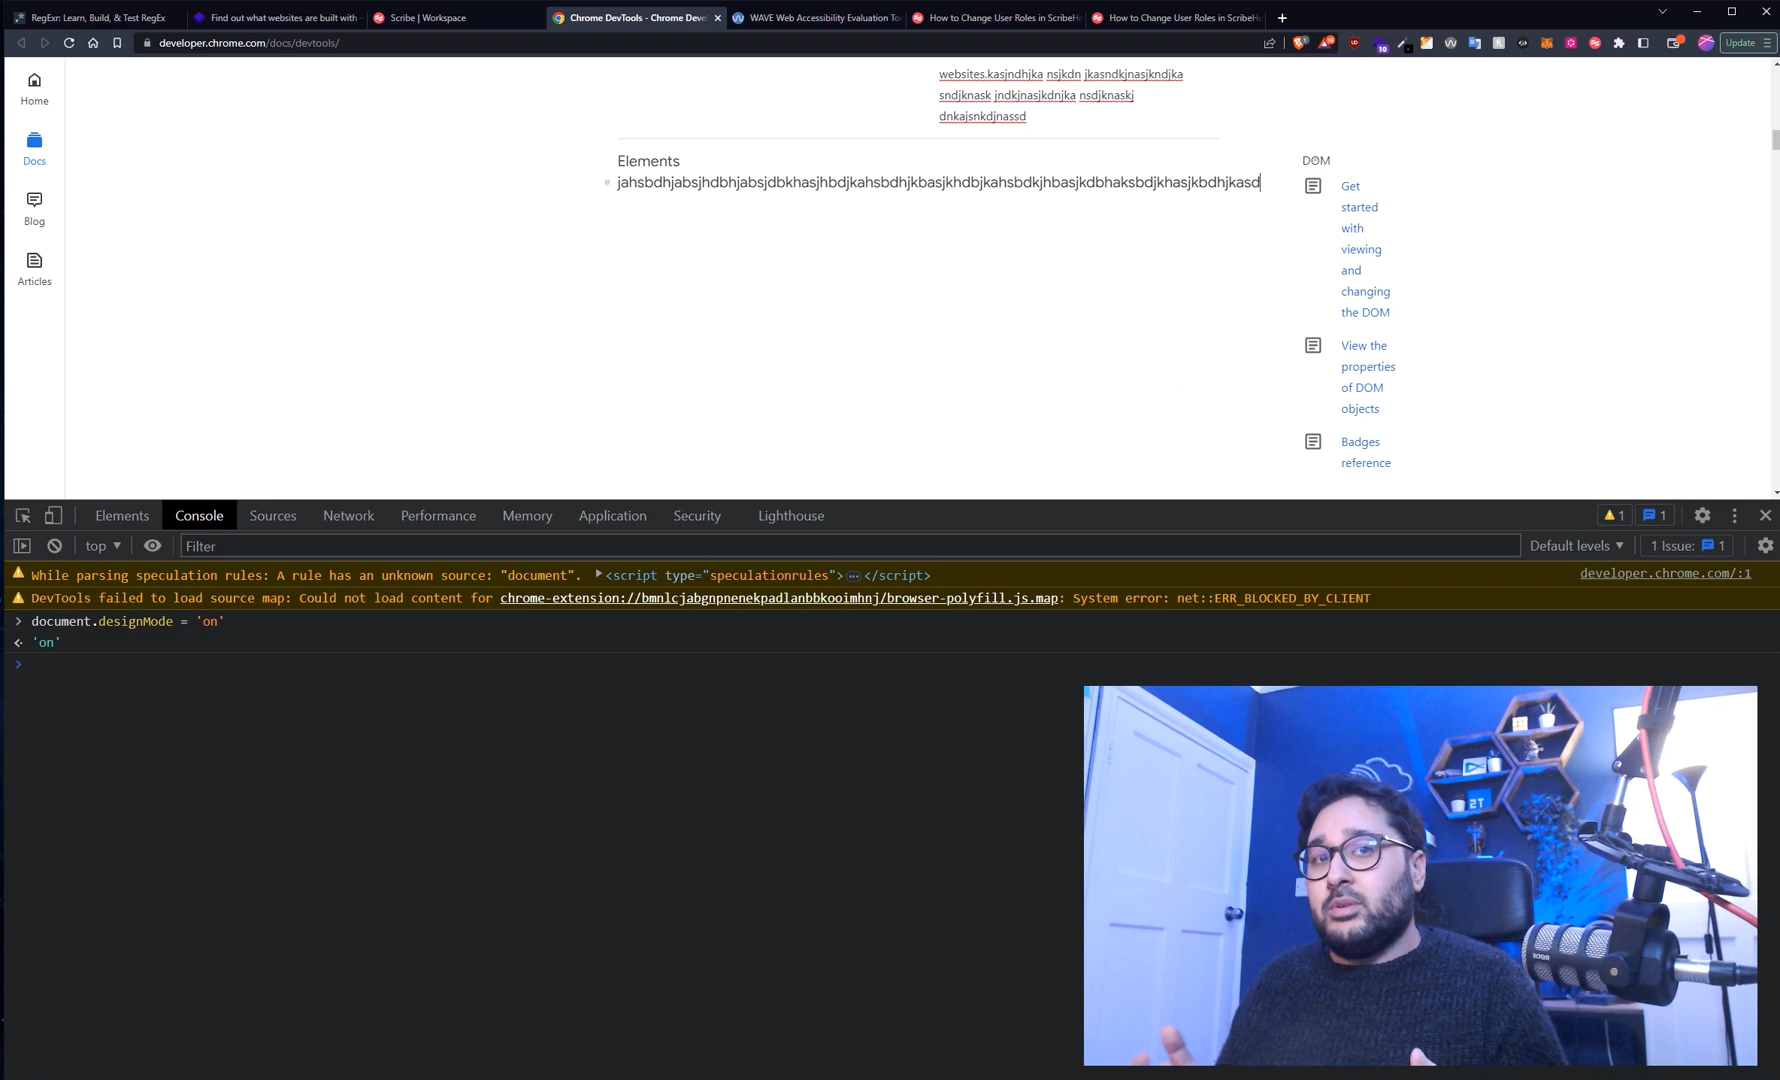 RegExr: Learn, Build, & Test RegEx
Find out what websites are built with
Scribe | Workspace
Chrome DevTools - Chrome Deve
WAVE Web Accessibility Evaluation To
How to Change User Roles in ScribeH
How to Change User Roles in ScribeH
developer.chrome.com/docs/devtools/
10
Update
Home
Docs
Blog
Articles
websites.kasjndhjka nsjkdn jkasndkjnasjkndjka
sndjknask jndkjnasjkdnjka nsdjknaskj
dnkajsnkdjnassd
Elements
# jahsbdhjabsjhdbhjabsjdbkhasjhbdjkahsbdhjkbasjkhdbjkahsbdkjhbasjkdbhaksbdjkhasjkbdhjkasd
DOM
Get
started
with
viewing
and
changing
the DOM
View the
properties
of DOM
objects
Badges
reference
Elements
Console
Sources
Network
Performance
Memory
Application
Security
Lighthouse
1
1
top
Filter
Default levels
1 Issue: 1
While parsing speculation rules: A rule has an unknown source: "document". <script type="speculationrules">…</script>
developer.chrome.com/:1
DevTools failed to load source map: Could not load content for chrome-extension://bmnlcjabgnpnenekpadlanbbkooimhnj/browser-polyfill.js.map: System error: net::ERR_BLOCKED_BY_CLIENT
> document.designMode = 'on'
'on'
>
RØDE